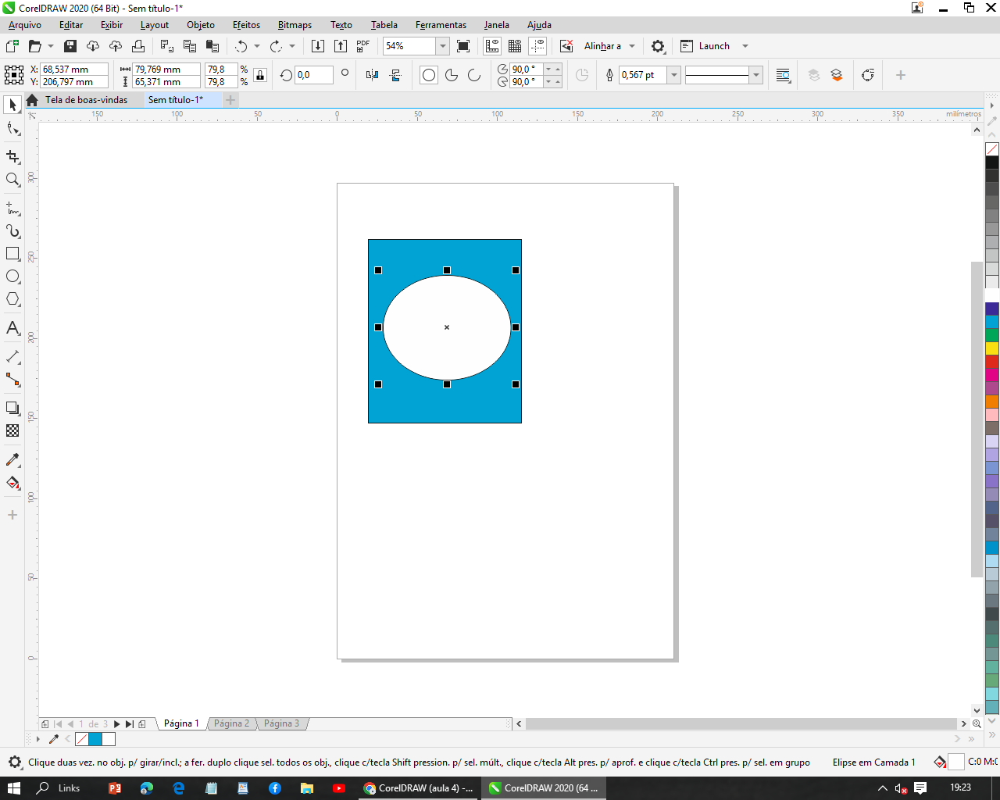 CorelDRAW 2020 (64 Bit) - Sem título-1*
Arquivo Editar Exibir Layout Objeto Efeitos Bitmaps Texto Tabela Ferramentas Janela Ajuda
PDF 54% Alinhar a Launch
X: 68,537 mm 79,769 mm 79,8 % 0,0 90,0 ° 0,567 pt
Y: 206,797 mm 65,371 mm 79,8 % 90,0 °
Tela de boas-vindas Sem título-1*
150 100 50 0 50 100 150 200 250 300 350 milímetros
300
250
200
150
100
50
0
1 de 3 Página 1 Página 2 Página 3
Clique duas vez. no obj. p/ girar/incl.; a fer. duplo clique sel. todos os obj., clique c/tecla Shift pression. p/ sel. múlt., clique c/tecla Alt pres. p/ aprof. e clique c/tecla Ctrl pres. p/ sel. em grupo Elipse em Camada 1 C:0 M:0
Links CorelDRAW (aula 4) -... CorelDRAW 2020 (64 ... 19:23